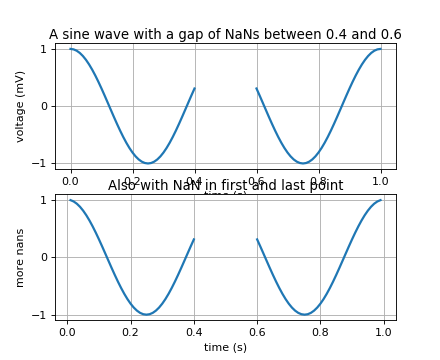 A sine wave with a gap of NaNs between 0.4 and 0.6
1
0
−1
voltage (mV)
0.0 0.2 0.4 0.6 0.8 1.0
time (s)
Also with NaN in first and last point
1
0
−1
more nans
0.0 0.2 0.4 0.6 0.8 1.0
time (s)